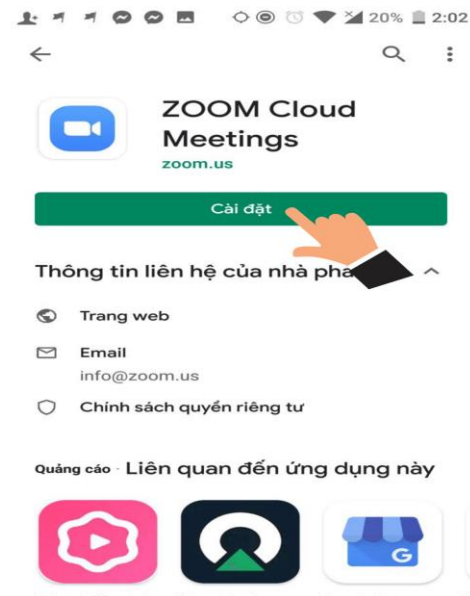 20% 2:02
ZOOM Cloud
Meetings
zoom.us
Cài đặt
Thông tin liên hệ của nhà
Trang web
Email
info@zoom.us
Chính sách quyền riêng tư
Quảng cáo · Liên quan đến ứng dụng này
G